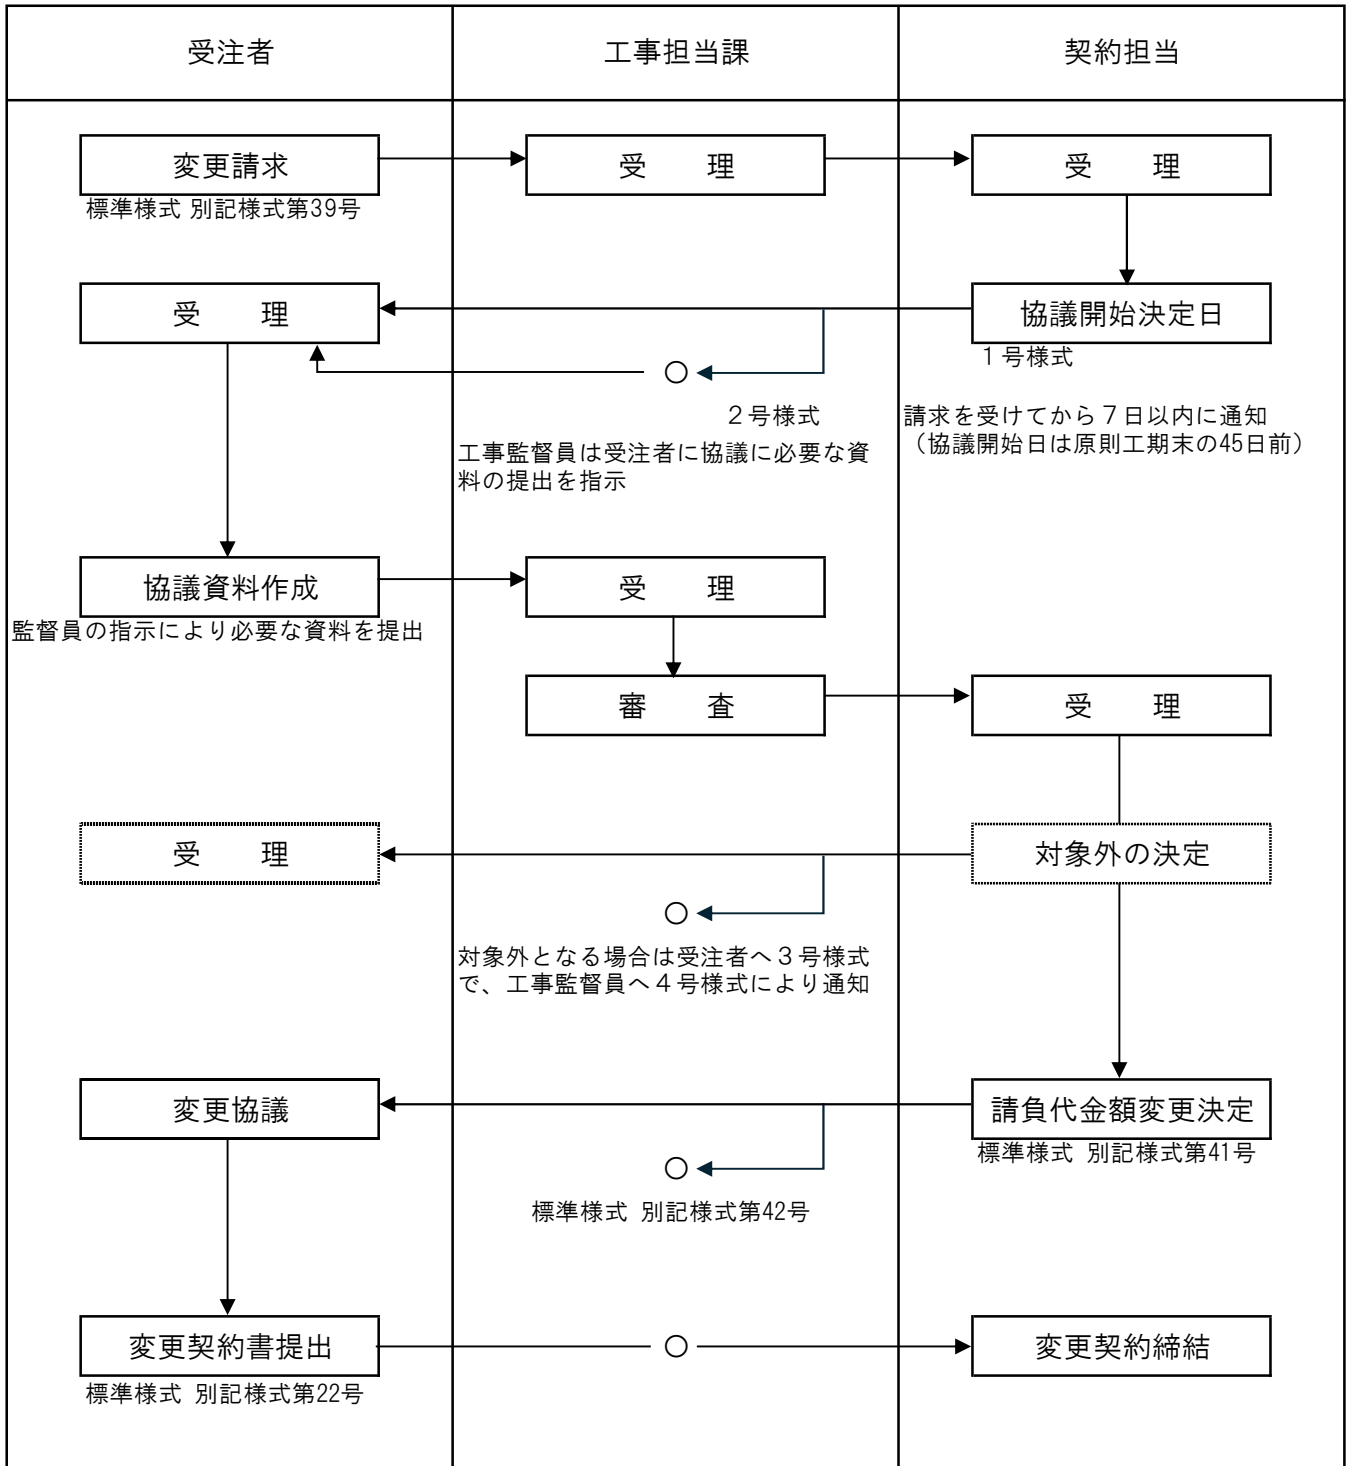 受注者
工事担当課
契約担当
変更請求
受　　理
受　　理
標準様式 別記様式第39号
受　　理
協議開始決定日
１号様式
○
２号様式
請求を受けてから７日以内に通知
（協議開始日は原則工期末の45日前）
工事監督員は受注者に協議に必要な資
料の提出を指示
協議資料作成
受　　理
監督員の指示により必要な資料を提出
審　　査
受　　理
受　　理
対象外の決定
○
対象外となる場合は受注者へ３号様式
で、工事監督員へ４号様式により通知
変更協議
請負代金額変更決定
標準様式 別記様式第41号
○
標準様式 別記様式第42号
変更契約書提出
○
変更契約締結
標準様式 別記様式第22号